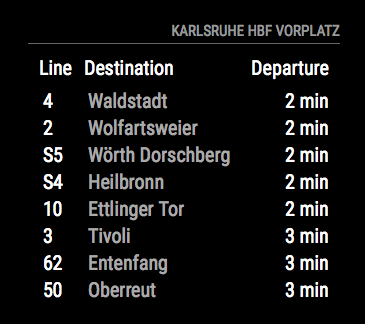 KARLSRUHE HBF VORPLATZ
Line Destination Departure
4 Waldstadt 2 min
2 Wolfartsweier 2 min
S5 Wörth Dorschberg 2 min
S4 Heilbronn 2 min
10 Ettlinger Tor 2 min
3 Tivoli 3 min
62 Entenfang 3 min
50 Oberreut 3 min